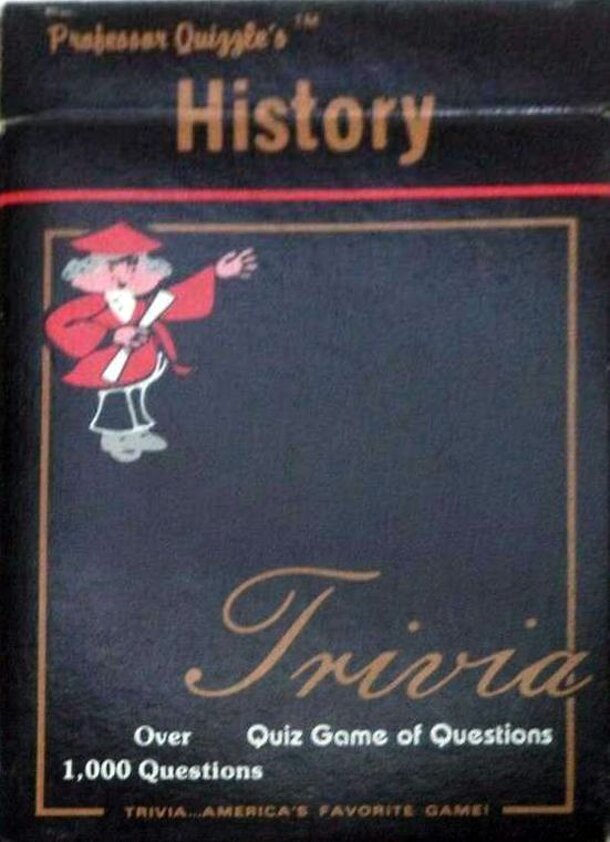 Professor Quizzle's™
History
Trivia
Over
1,000 Questions
Quiz Game of Questions
TRIVIA...AMERICA'S FAVORITE GAME!